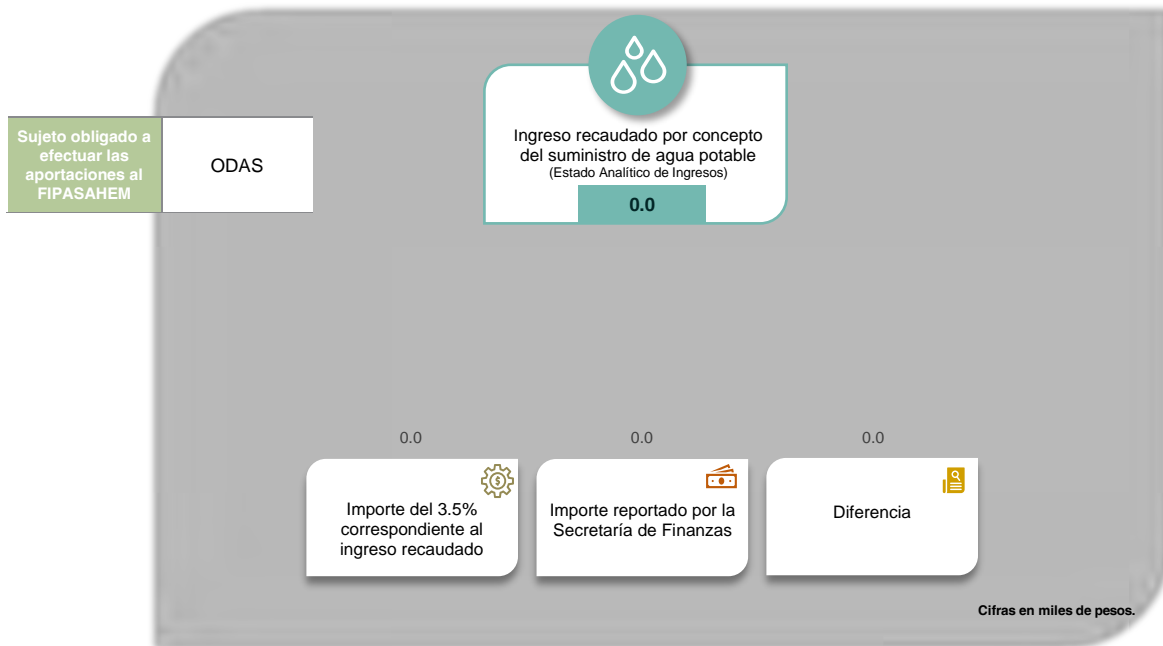 Sujeto obligado a
efectuar las
aportaciones al
FIPASAHEM
ODAS
Ingreso recaudado por concepto
del suministro de agua potable
(Estado Analítico de Ingresos)
0.0
0.0
0.0
0.0
Importe del 3.5%
correspondiente al
ingreso recaudado
Importe reportado por la
Secretaría de Finanzas
Diferencia
Cifras en miles de pesos.